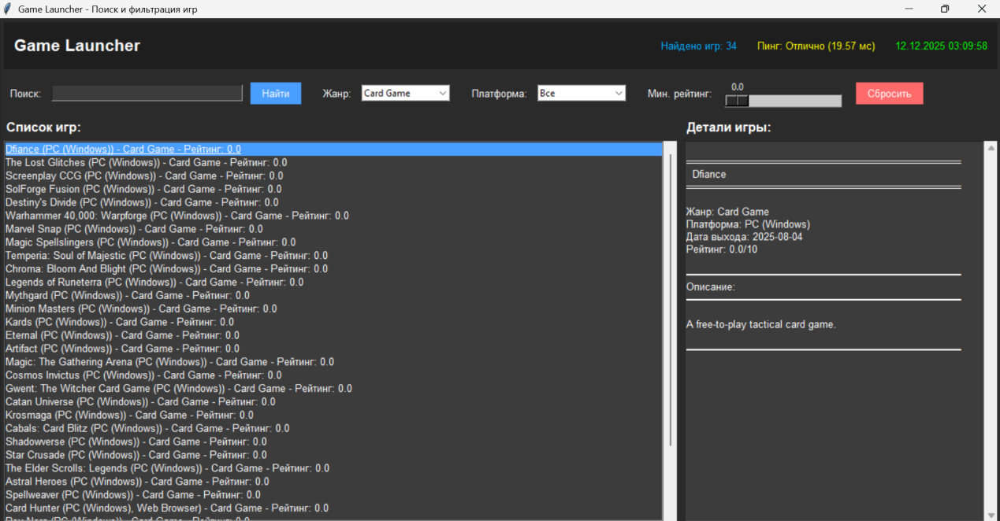 Game Launcher - Поиск и фильтрация игр
Game Launcher
Найдено игр: 34
Пинг: Отлично (19.57 мс)
12.12.2025 03:09:58
Поиск:
Найти
Жанр:
Card Game
Платформа:
Все
Мин. рейтинг:
0.0
Сбросить
Список игр:
Dfiance (PC (Windows)) - Card Game - Рейтинг: 0.0
The Lost Glitches (PC (Windows)) - Card Game - Рейтинг: 0.0
Screenplay CCG (PC (Windows)) - Card Game - Рейтинг: 0.0
SolForge Fusion (PC (Windows)) - Card Game - Рейтинг: 0.0
Destiny's Divide (PC (Windows)) - Card Game - Рейтинг: 0.0
Warhammer 40,000: Warpforge (PC (Windows)) - Card Game - Рейтинг: 0.0
Marvel Snap (PC (Windows)) - Card Game - Рейтинг: 0.0
Magic Spellslingers (PC (Windows)) - Card Game - Рейтинг: 0.0
Temperia: Soul of Majestic (PC (Windows)) - Card Game - Рейтинг: 0.0
Chroma: Bloom And Blight (PC (Windows)) - Card Game - Рейтинг: 0.0
Legends of Runeterra (PC (Windows)) - Card Game - Рейтинг: 0.0
Mythgard (PC (Windows)) - Card Game - Рейтинг: 0.0
Minion Masters (PC (Windows)) - Card Game - Рейтинг: 0.0
Kards (PC (Windows)) - Card Game - Рейтинг: 0.0
Eternal (PC (Windows)) - Card Game - Рейтинг: 0.0
Artifact (PC (Windows)) - Card Game - Рейтинг: 0.0
Magic: The Gathering Arena (PC (Windows)) - Card Game - Рейтинг: 0.0
Cosmos Invictus (PC (Windows)) - Card Game - Рейтинг: 0.0
Gwent: The Witcher Card Game (PC (Windows)) - Card Game - Рейтинг: 0.0
Catan Universe (PC (Windows)) - Card Game - Рейтинг: 0.0
Krosmaga (PC (Windows)) - Card Game - Рейтинг: 0.0
Cabals: Card Blitz (PC (Windows)) - Card Game - Рейтинг: 0.0
Shadowverse (PC (Windows)) - Card Game - Рейтинг: 0.0
Star Crusade (PC (Windows)) - Card Game - Рейтинг: 0.0
The Elder Scrolls: Legends (PC (Windows)) - Card Game - Рейтинг: 0.0
Astral Heroes (PC (Windows)) - Card Game - Рейтинг: 0.0
Spellweaver (PC (Windows)) - Card Game - Рейтинг: 0.0
Card Hunter (PC (Windows), Web Browser) - Card Game - Рейтинг: 0.0
Детали игры:
Dfiance
Жанр: Card Game
Платформа: PC (Windows)
Дата выхода: 2025-08-04
Рейтинг: 0.0/10
Описание:
A free-to-play tactical card game.